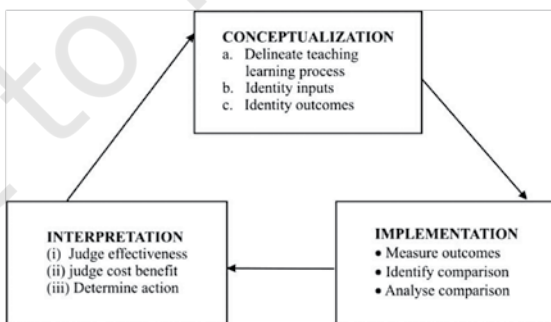 CONCEPTUALIZATION
a. Delineate teaching
learning process
b. Identity inputs
c. Identity outcomes
INTERPRETATION
(i) Judge effectiveness
(ii) judge cost benefit
(iii) Determine action
IMPLEMENTATION
• Measure outcomes
• Identify comparison
• Analyse comparison
to